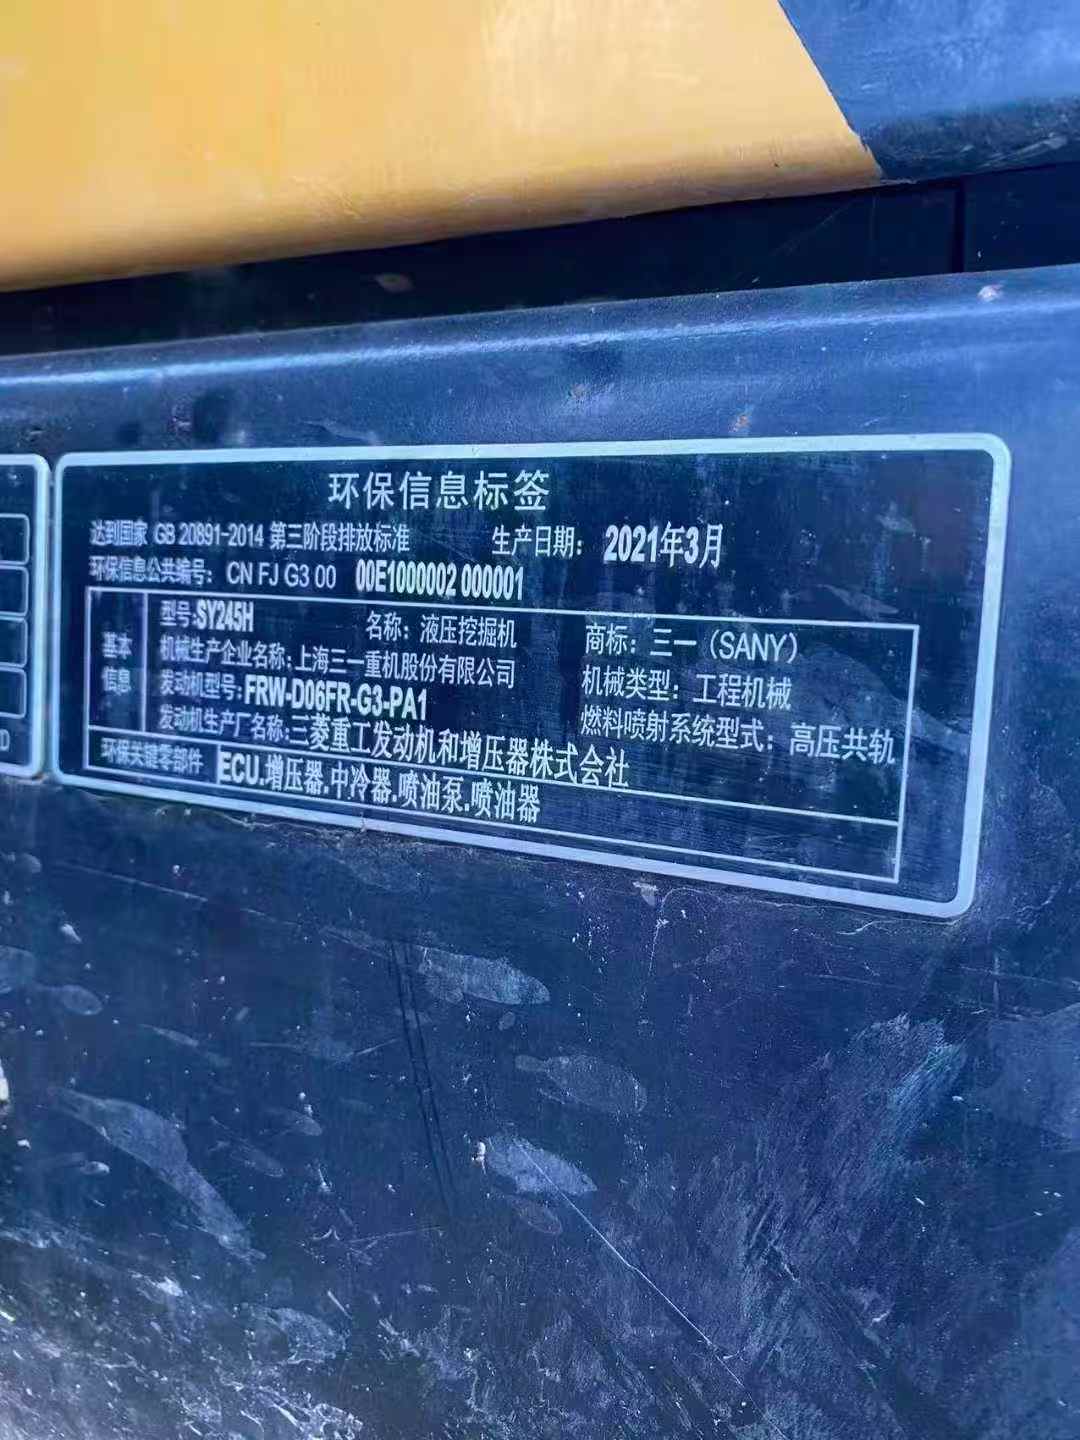 环保信息标签
达到国家 GB 20891-2014 第三阶段排放标准 生产日期: 2021年3月
环保信息公共编号: CN FJ G3 00 00E1000002 000001
基本信息
型号:SY245H 名称: 液压挖掘机 商标: 三一 (SANY)
机械生产企业名称:上海三一重机股份有限公司 机械类型: 工程机械
发动机型号:FRW-D06FR-G3-PA1 燃料喷射系统型式: 高压共轨
发动机生产厂名称:三菱重工发动机和增压器株式会社
环保关键零部件 ECU.增压器.中冷器.喷油泵.喷油器
D